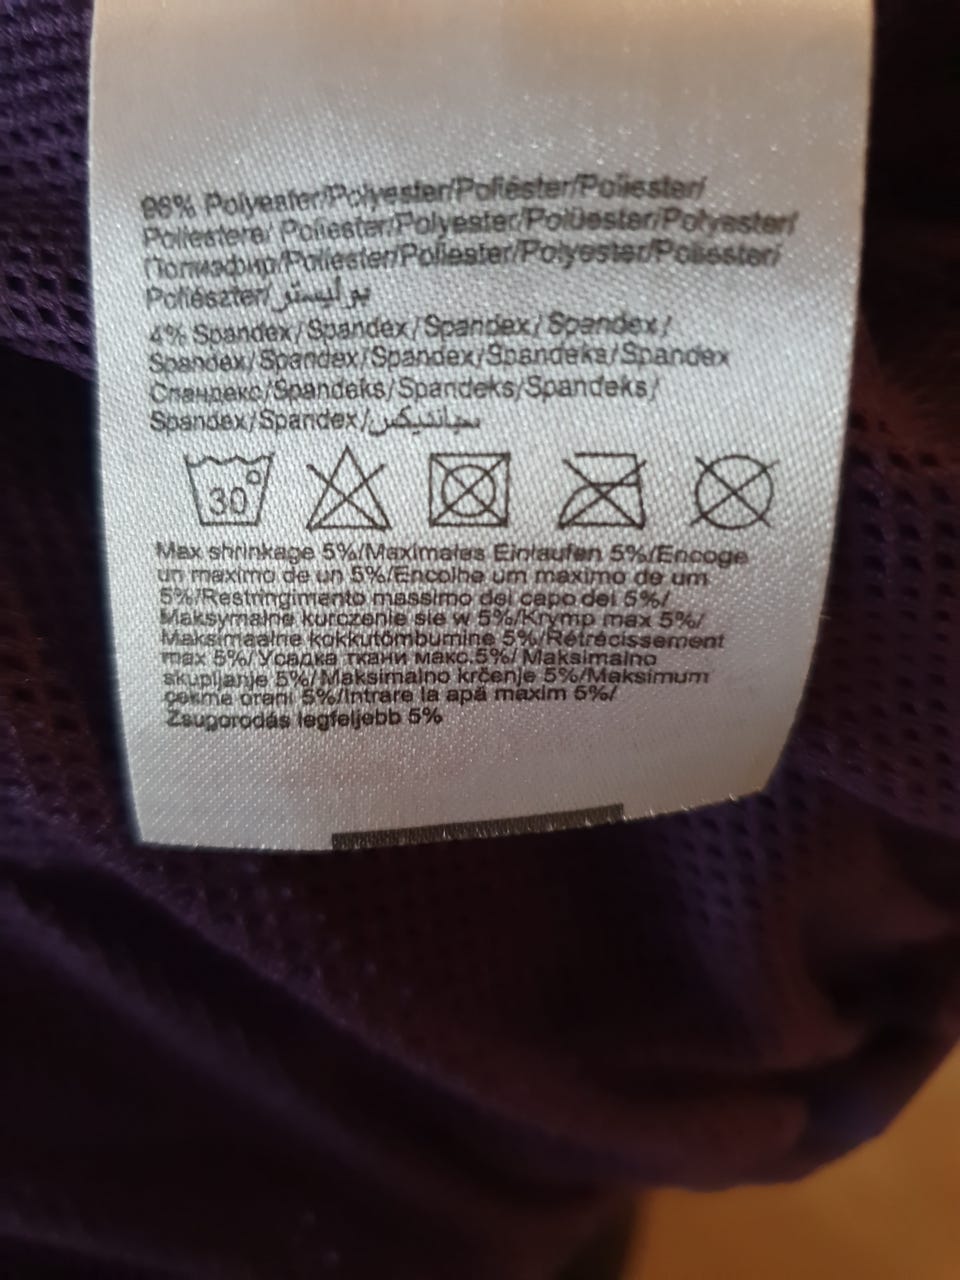 96% Polyester/Polyester/Poliéster/Poliester/
Poliestere/ Poliester/Polyester/Polüester/Polyester/
Полиэфир/Poliester/Poliester/Polyester/Poliester/
Poliészter/بوليستر
4% Spandex/Spandex/Spandex/Spandex/
Spandex/Spandex/Spandex/Spandeks/Spandex
Спандекс/Spandeks/Spandeks/Spandeks/
Spandex/Spandex/سباندیکس
30°
Max shrinkage 5%/Maximales Einlaufen 5%/Encoge
un maximo de un 5%/Encolhe um maximo de um
5%/Restringimento massimo del capo del 5%/
Maksymalne kurczenie sie w 5%/Krymp max 5%/
Maksimaalne kokkutõmbumine 5%/Rétrécissement
max 5%/Усадка ткани макс.5%/ Maksimalno
skupljanje 5%/Maksimalno krčenje 5%/Maksimum
çekme orani 5%/Intrare la apă maxim 5%/
Zsugorodás legfeljebb 5%